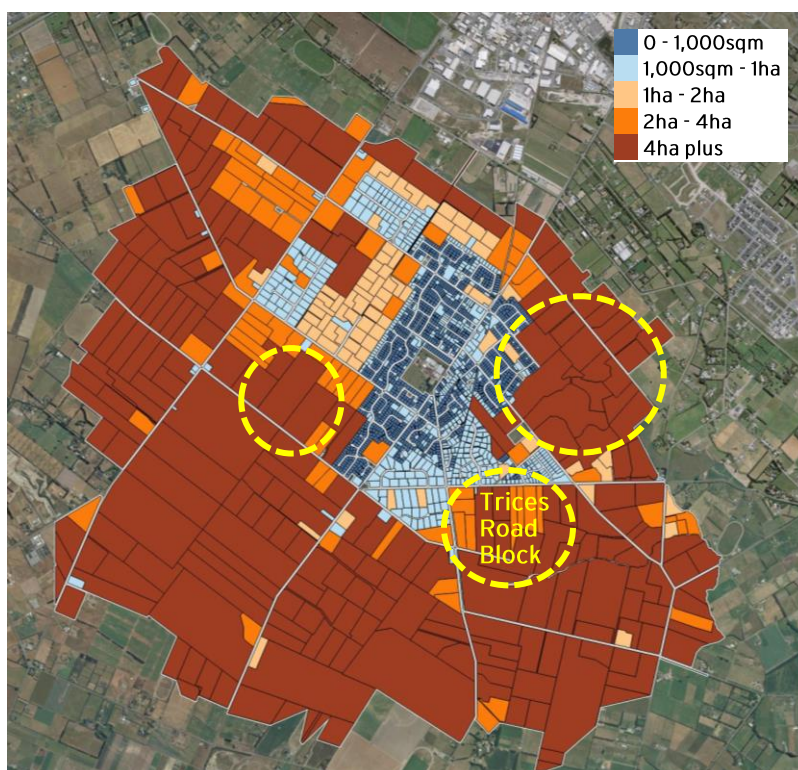 0 - 1,000sqm
1,000sqm - 1ha
1ha - 2ha
2ha - 4ha
4ha plus
Trices
Road
Block